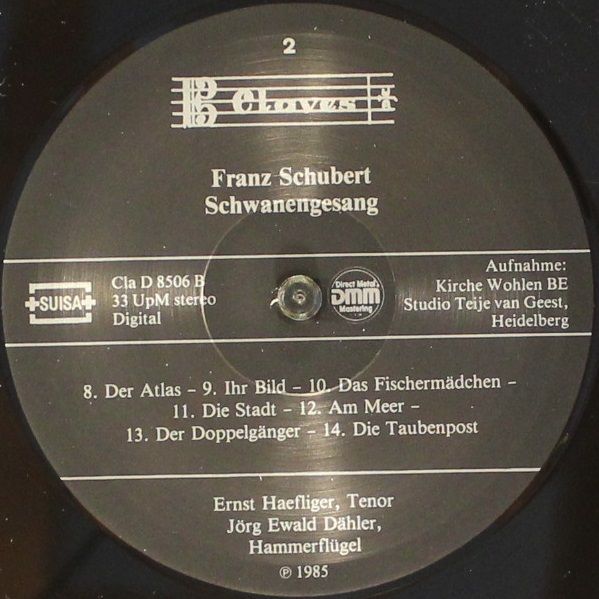 2
Claves
Franz Schubert
Schwanengesang
SUISA
Cla D 8506 B
33 UpM stereo
Digital
Direct Metal
DMM
Mastering
Aufnahme:
Kirche Wohlen BE
Studio Teije van Geest,
Heidelberg
8. Der Atlas – 9. Ihr Bild – 10. Das Fischermädchen –
11. Die Stadt – 12. Am Meer –
13. Der Doppelgänger – 14. Die Taubenpost
Ernst Haefliger, Tenor
Jörg Ewald Dähler,
Hammerflügel
℗ 1985